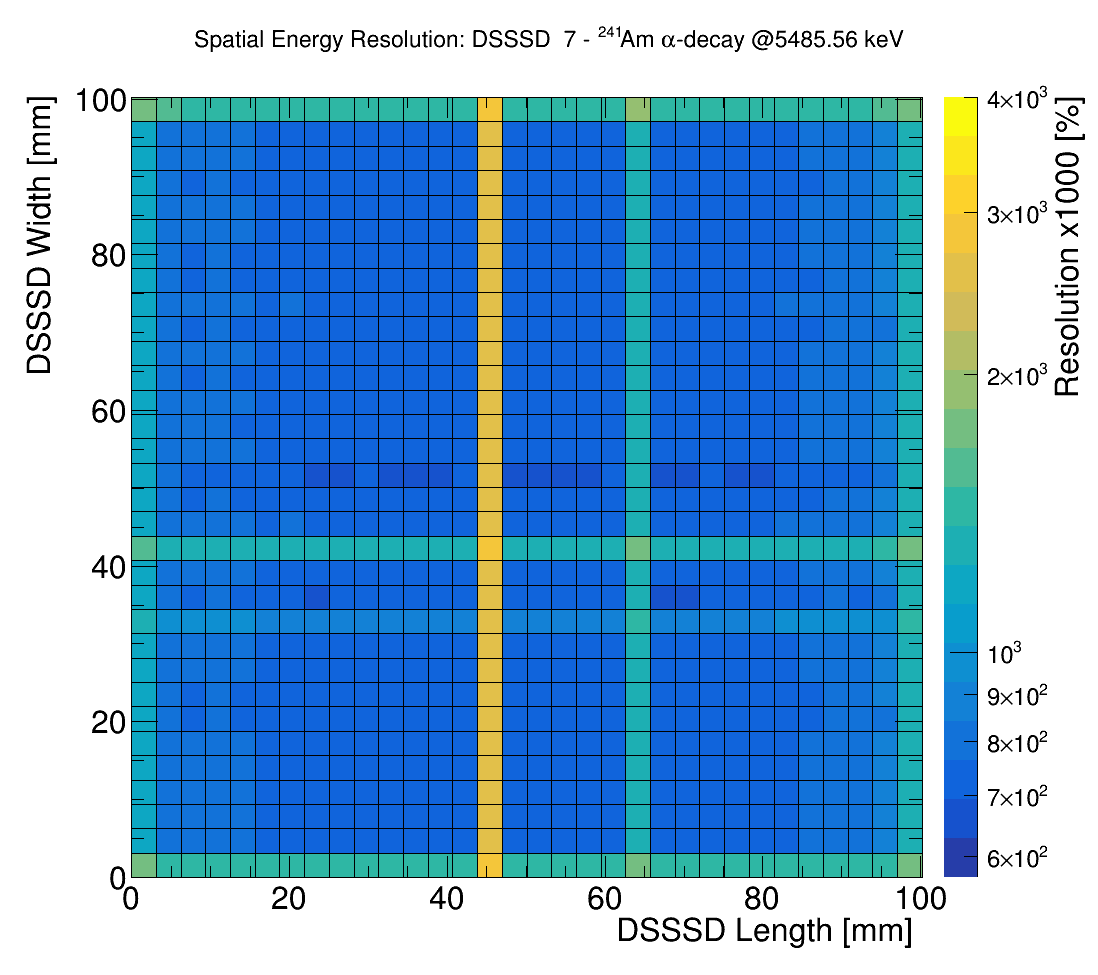 Spatial Energy Resolution: DSSSD 7 - ²⁴¹Am α-decay @5485.56 keV
DSSSD Width [mm]
100
80
60
40
20
0
0 20 40 60 80 100
DSSSD Length [mm]
4×10³
3×10³
2×10³
10³
9×10²
8×10²
7×10²
6×10²
Resolution x1000 [%]